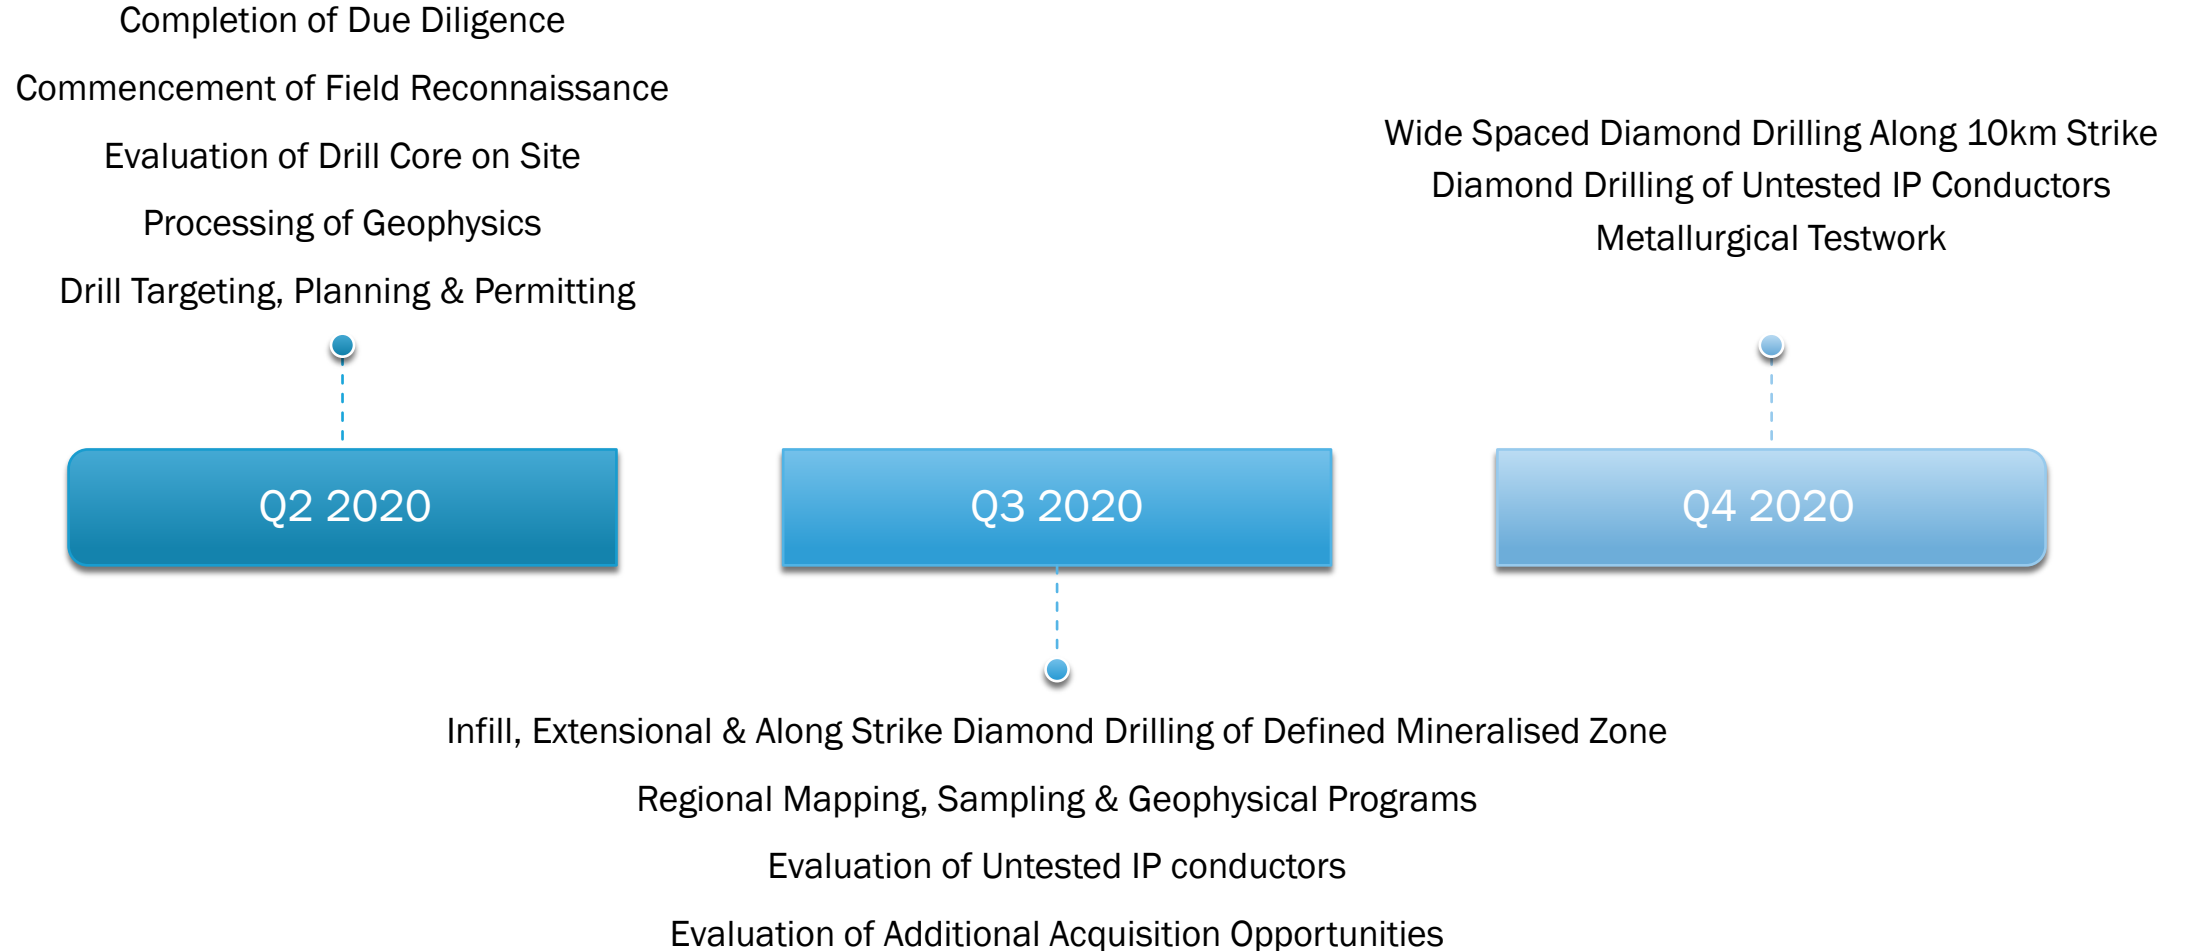 Completion of Due Diligence
Commencement of Field Reconnaissance
Evaluation of Drill Core on Site
Processing of Geophysics
Drill Targeting, Planning & Permitting
Wide Spaced Diamond Drilling Along 10km Strike
Diamond Drilling of Untested IP Conductors
Metallurgical Testwork
Q2 2020
Q3 2020
Q4 2020
Infill, Extensional & Along Strike Diamond Drilling of Defined Mineralised Zone
Regional Mapping, Sampling & Geophysical Programs
Evaluation of Untested IP conductors
Evaluation of Additional Acquisition Opportunities